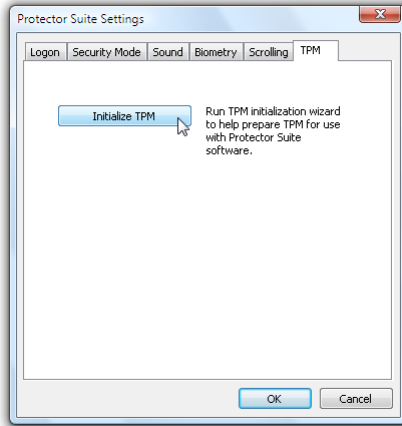 Protector Suite Settings
Logon Security Mode Sound Biometry Scrolling TPM
Initialize TPM
Run TPM initialization wizard
to help prepare TPM for use
with Protector Suite
software.
OK Cancel